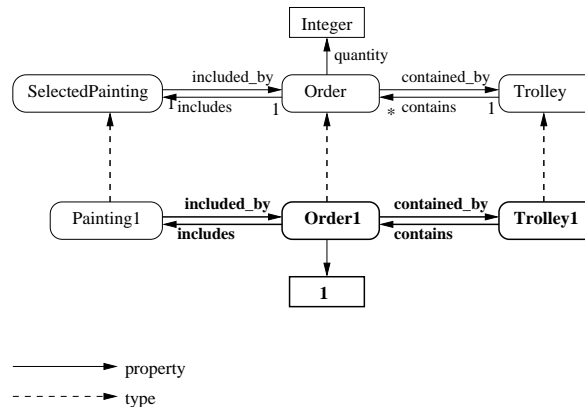 Integer
quantity
included_by
contained_by
SelectedPainting
Order
Trolley
1 includes
1
* contains
1
included_by
contained_by
Painting1
Order1
Trolley1
includes
contains
1
property
type